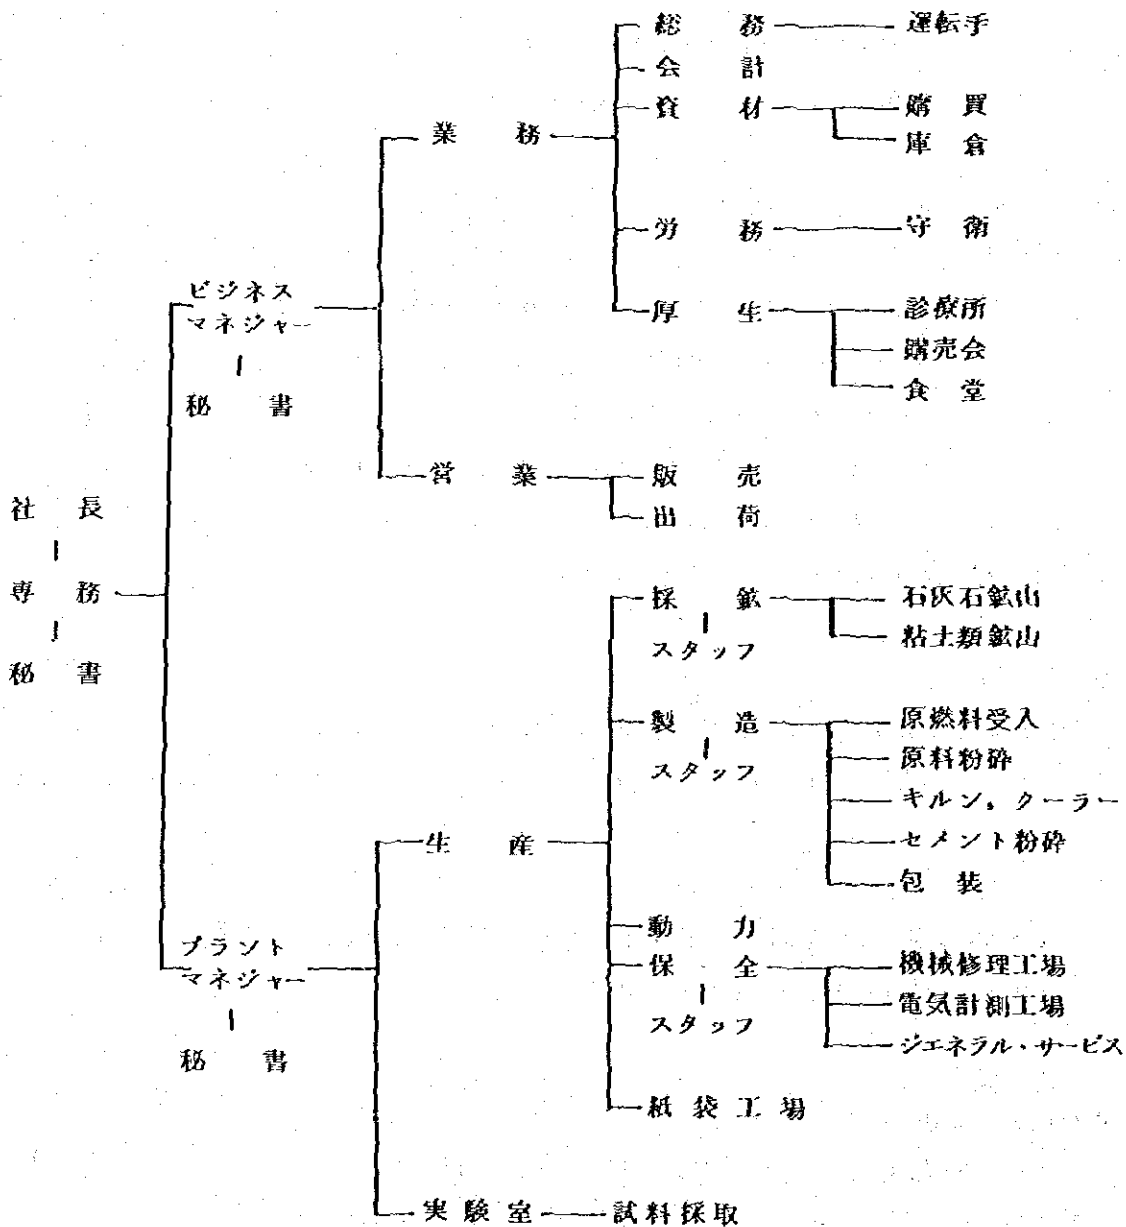 総務 運転手
会計
資材 購買
業務
庫倉
労務 守衛
ビジネス
マネジャー
厚生 診療所
購売会
秘書
食堂
営業 販売
社長
出荷
専務
採鉱 石灰石鉱山
スタッフ
粘土類鉱山
秘書
製造 原燃料受入
スタッフ
原料粉砕
キルン,クーラー
生産
セメント粉砕
包装
動力
プラント
マネジャー
保全 機械修理工場
スタッフ
電気計測工場
ジエネラル・サービス
秘書
紙袋工場
実験室 試料採取